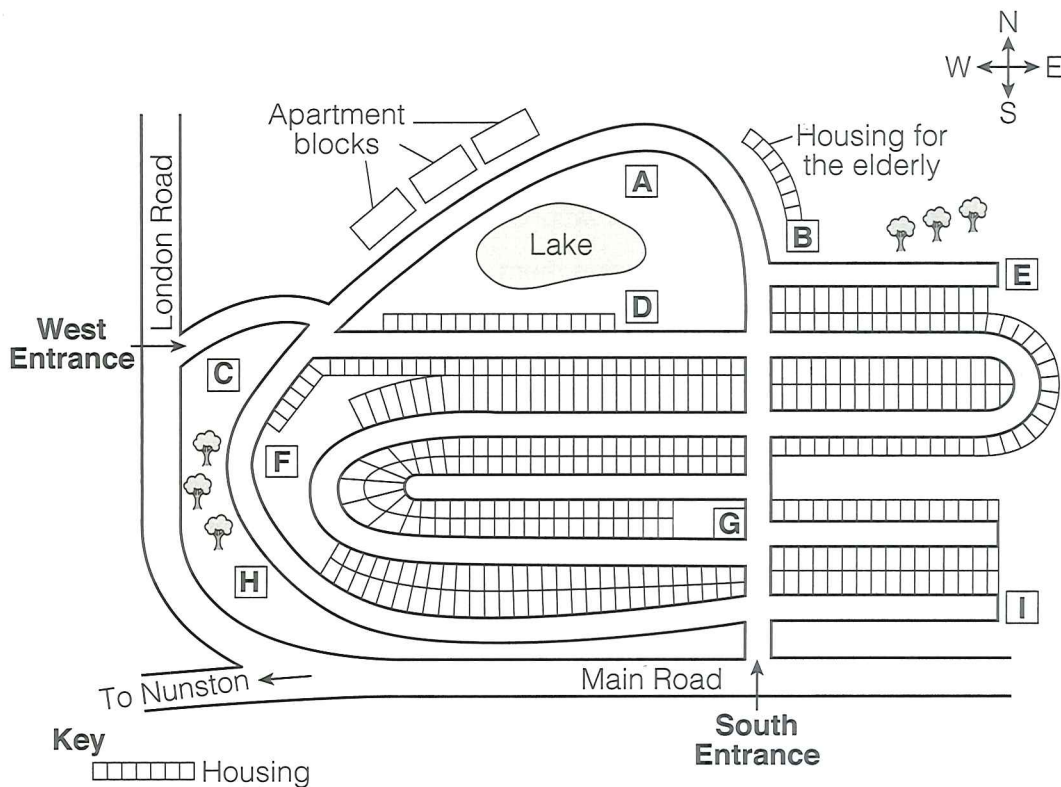 N
W E
S
Apartment
blocks
Housing for
the elderly
London Road
A
B
Lake
E
D
West
Entrance
C
F
G
H
I
Main Road
To Nunston
South
Entrance
Key
Housing